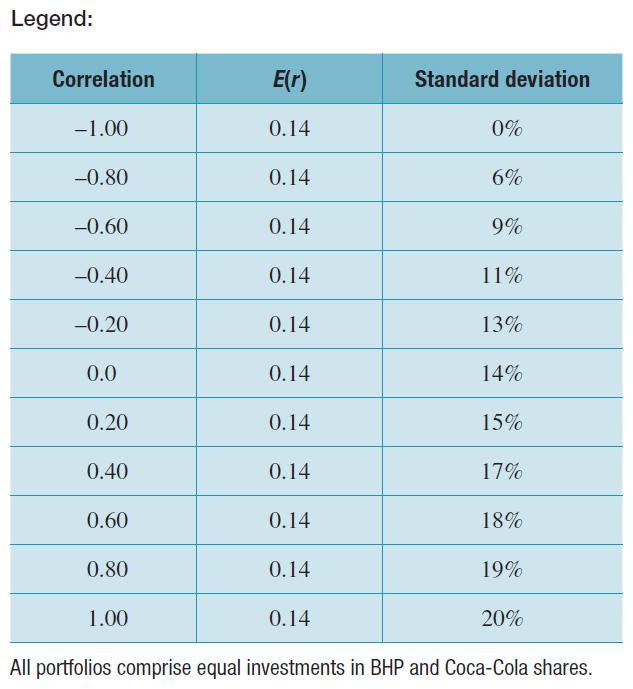 Legend:
Correlation E(r) Standard deviation
–1.00 0.14 0%
–0.80 0.14 6%
–0.60 0.14 9%
–0.40 0.14 11%
–0.20 0.14 13%
0.0 0.14 14%
0.20 0.14 15%
0.40 0.14 17%
0.60 0.14 18%
0.80 0.14 19%
1.00 0.14 20%
All portfolios comprise equal investments in BHP and Coca-Cola shares.